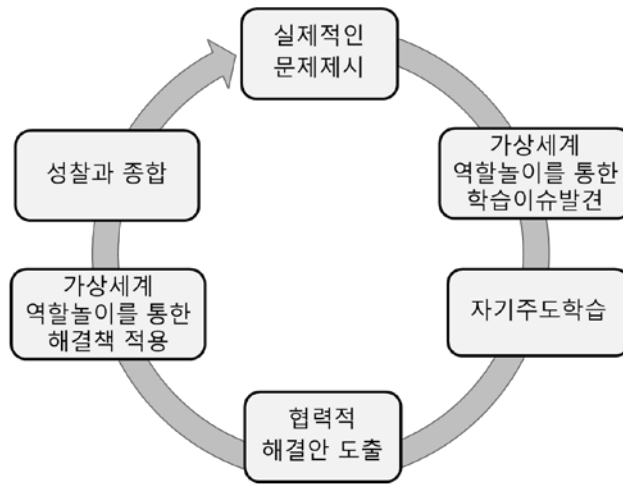 실제적인
문제제시
가상세계
역할놀이를 통한
학습이슈발견
자기주도학습
협력적
해결안 도출
가상세계
역할놀이를 통한
해결책 적용
성찰과 종합